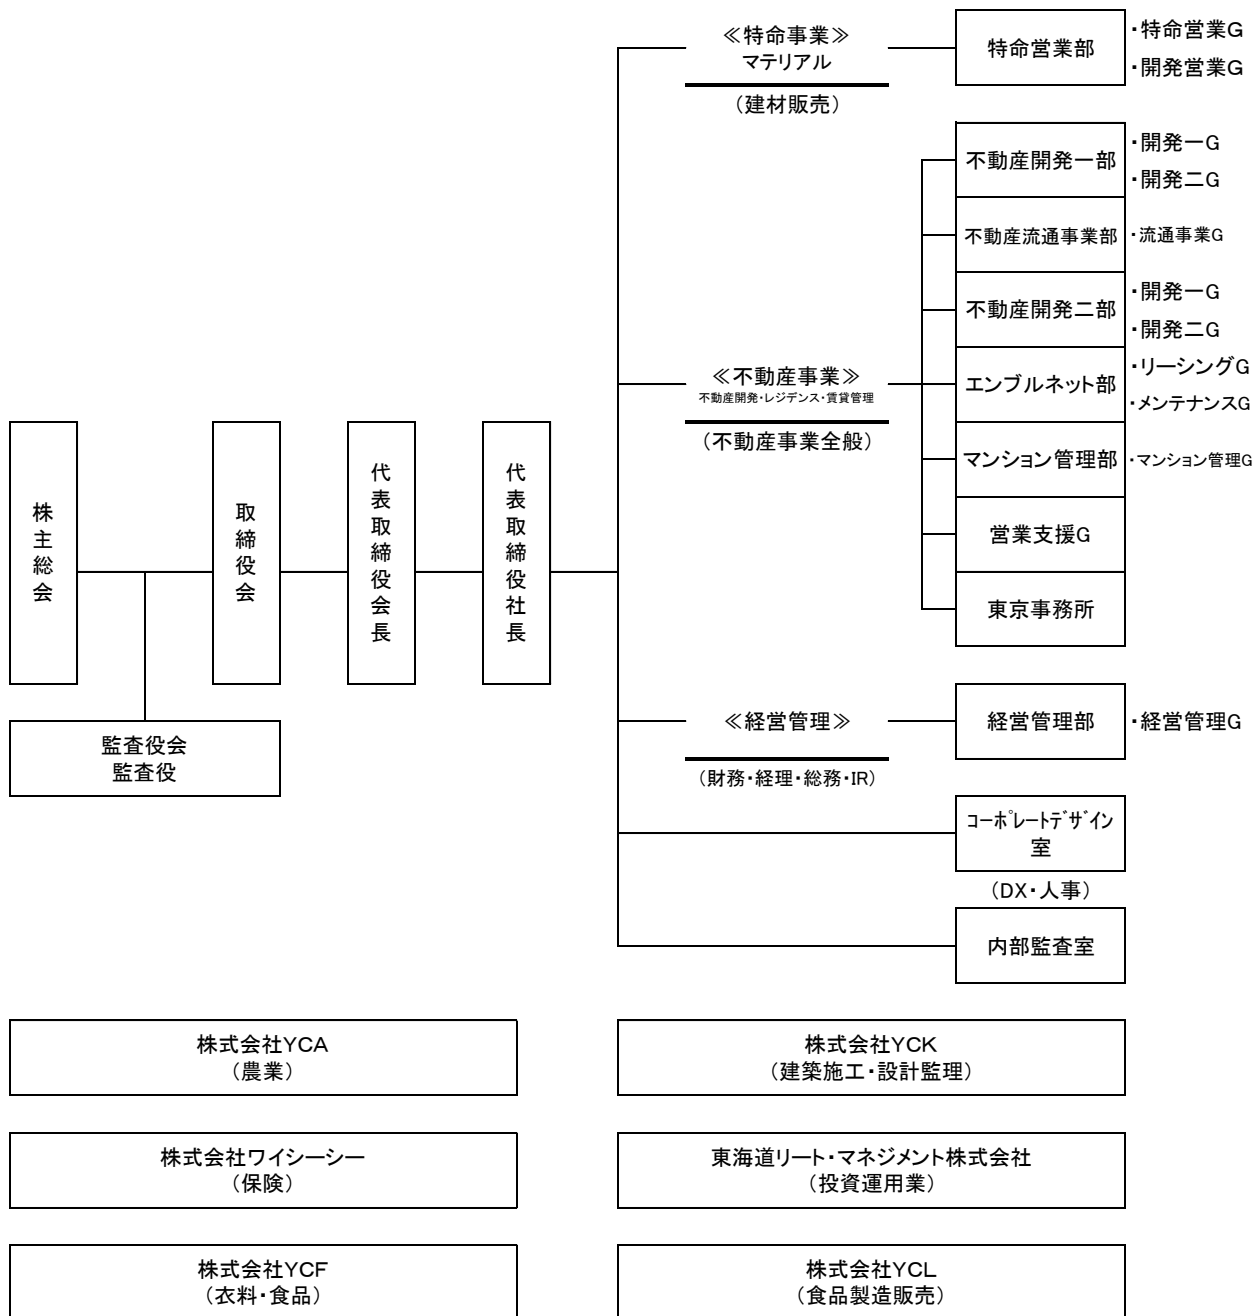 ≪特命事業≫
マテリアル
（建材販売）
特命営業部
・特命営業G
・開発営業G
不動産開発一部
・開発一G
・開発二G
不動産流通事業部
・流通事業G
不動産開発二部
・開発一G
・開発二G
≪不動産事業≫
不動産開発・レジデンス・賃貸管理
（不動産事業全般）
エンブルネット部
・リーシングG
・メンテナンスG
マンション管理部
・マンション管理G
営業支援G
東京事務所
株主総会
取締役会
代表取締役会長
代表取締役社長
監査役会
監査役
≪経営管理≫
（財務・経理・総務・IR）
経営管理部
・経営管理G
ｺｰﾎﾟﾚｰﾄﾃﾞｻﾞｲﾝ
室
（DX・人事）
内部監査室
株式会社YCA
（農業）
株式会社YCK
（建築施工・設計監理）
株式会社ワイシーシー
（保険）
東海道リート・マネジメント株式会社
（投資運用業）
株式会社YCF
（衣料・食品）
株式会社YCL
（食品製造販売）